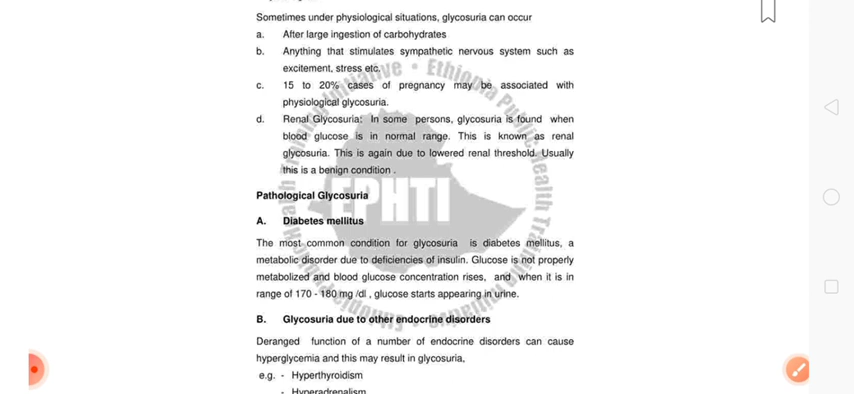 Sometimes under physiological situations, glycosuria can occur
a. After large ingestion of carbohydrates
b. Anything that stimulates sympathetic nervous system such as
excitement, stress etc.
c. 15 to 20% cases of pregnancy may be associated with
physiological glycosuria.
d. Renal Glycosuria: In some persons, glycosuria is found when
blood glucose is in normal range. This is known as renal
glycosuria. This is again due to lowered renal threshold. Usually
this is a benign condition .
Pathological Glycosuria
EPHTI
A. Diabetes mellitus
The most common condition for glycosuria is diabetes mellitus, a
metabolic disorder due to deficiencies of insulin. Glucose is not properly
metabolized and blood glucose concentration rises, and when it is in
range of 170 - 180 mg /dl , glucose starts appearing in urine.
B. Glycosuria due to other endocrine disorders
Deranged function of a number of endocrine disorders can cause
hyperglycemia and this may result in glycosuria,
e.g. - Hyperthyroidism
- Hyperadrenalism